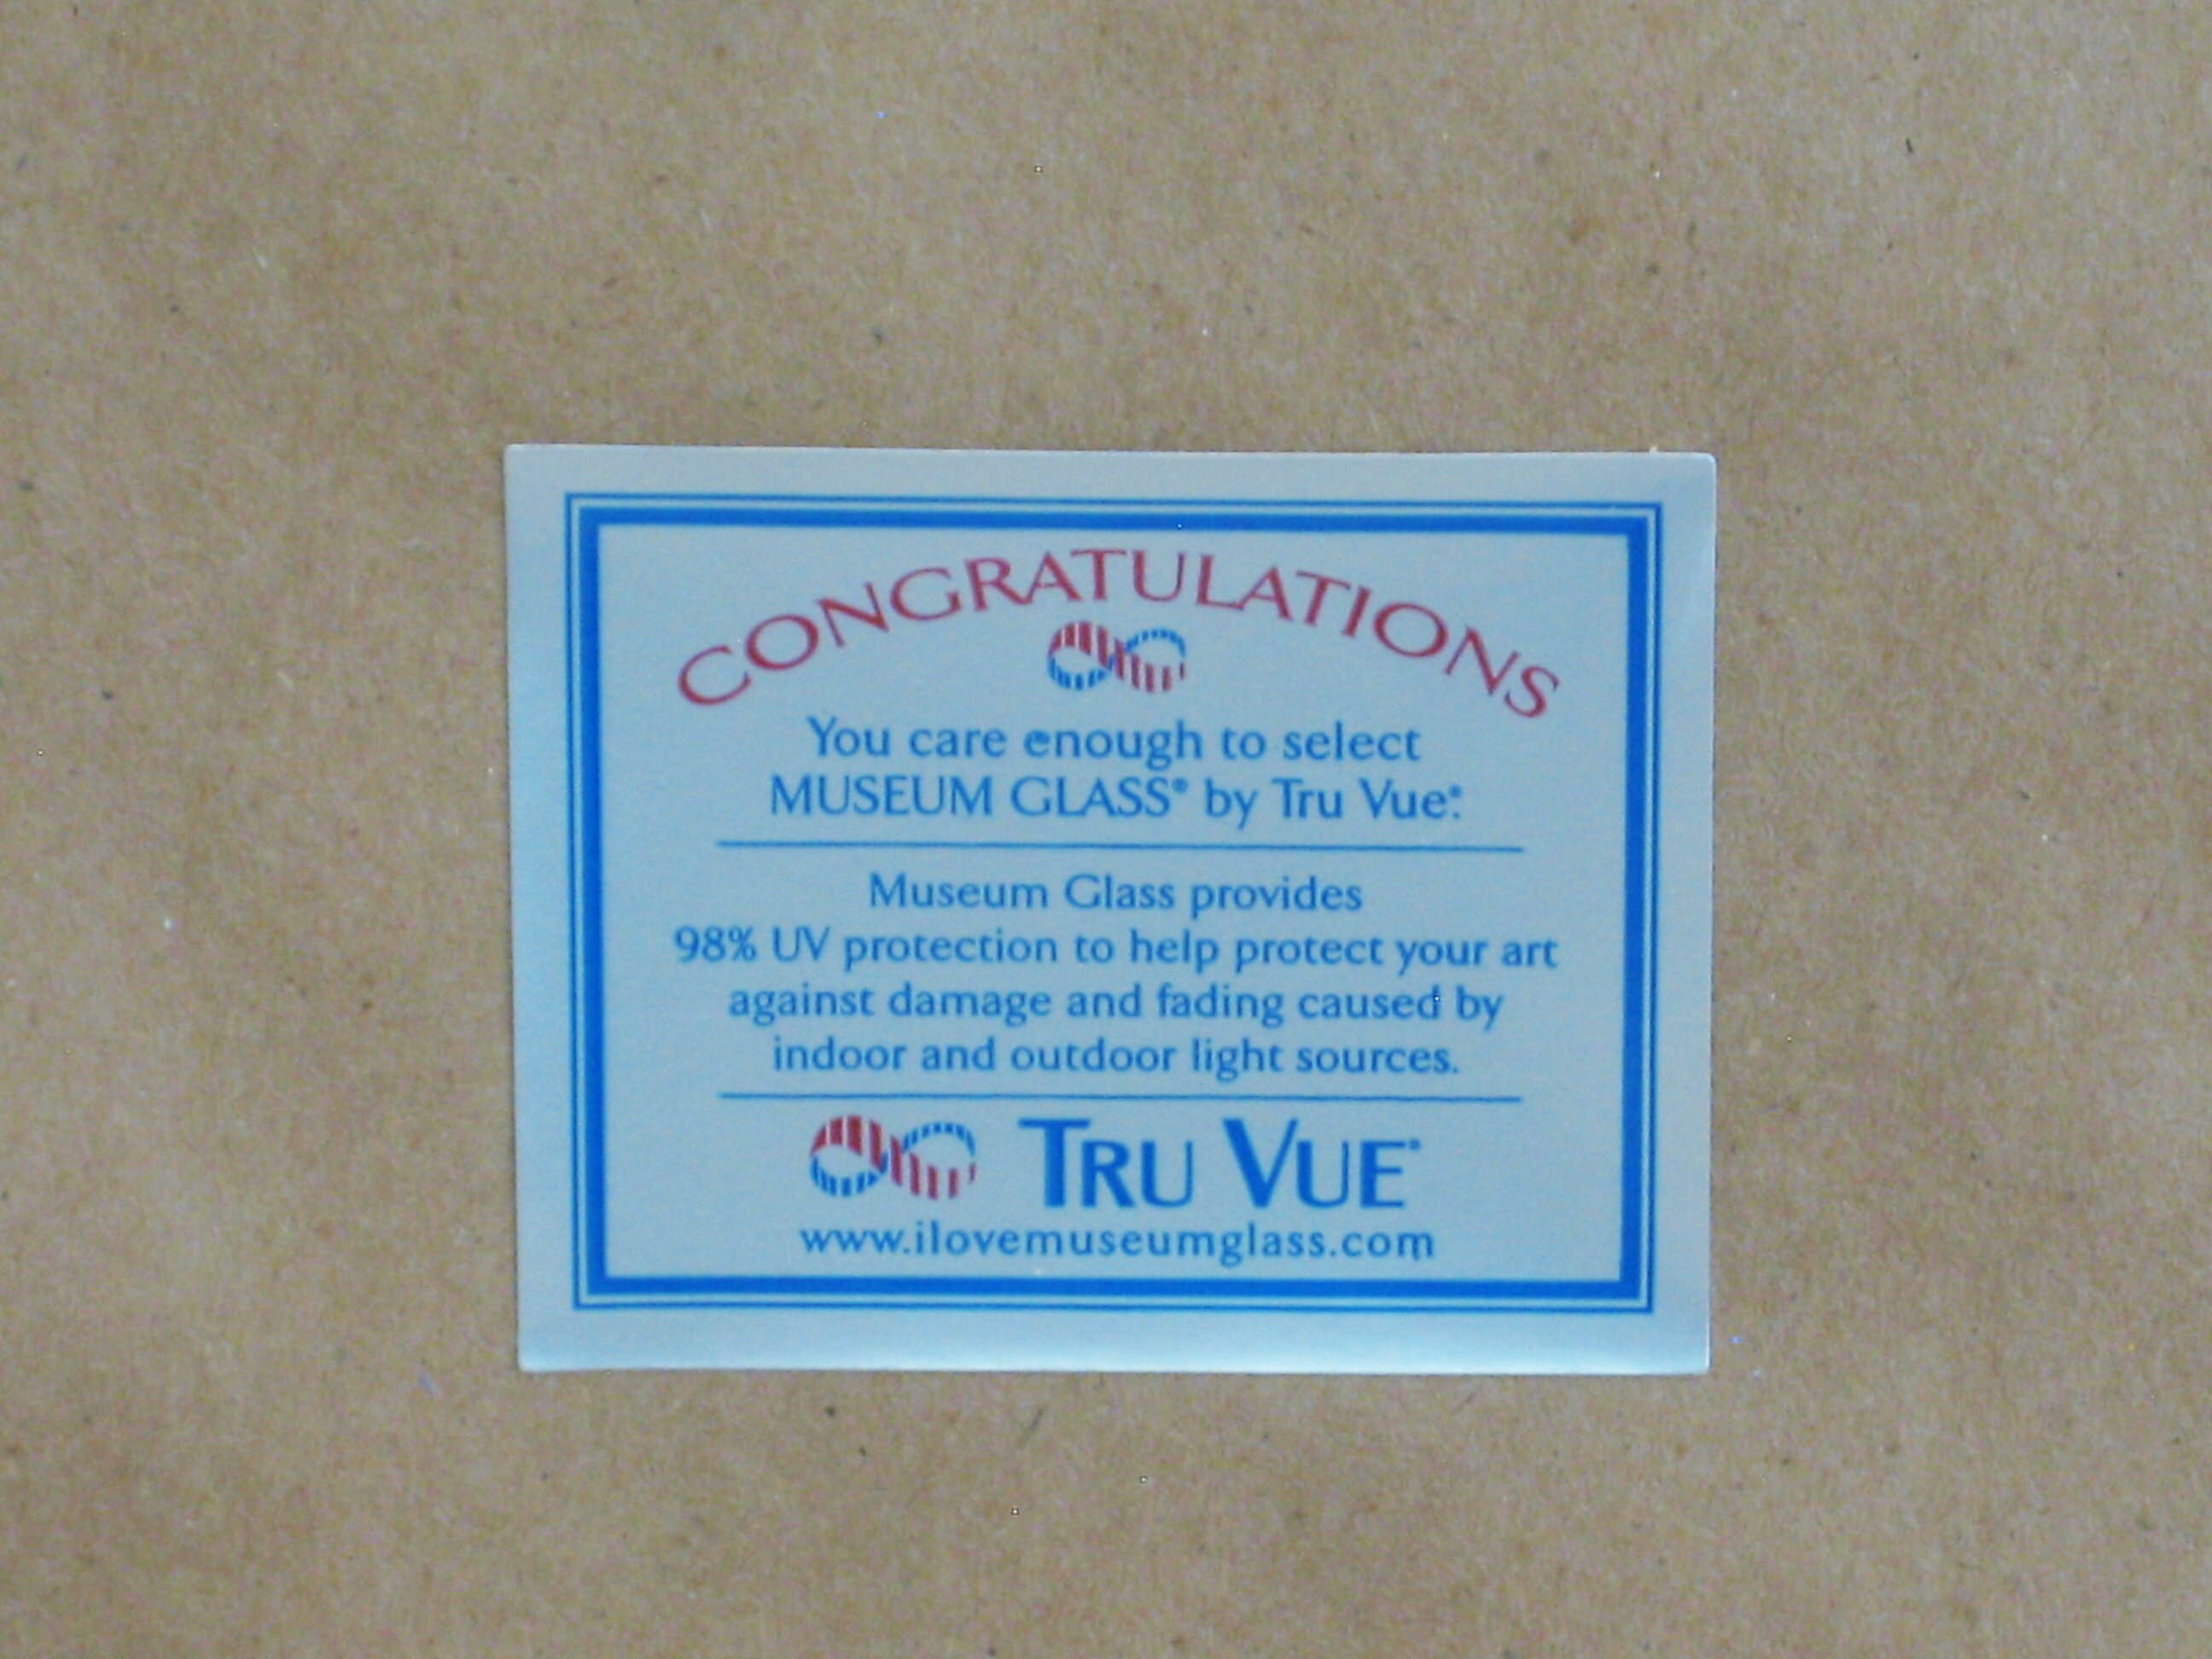 CONGRATULATIONS
You care enough to select
MUSEUM GLASS® by Tru Vue®.
Museum Glass provides
98% UV protection to help protect your art
against damage and fading caused by
indoor and outdoor light sources.
TRU VUE®
www.ilovemuseumglass.com